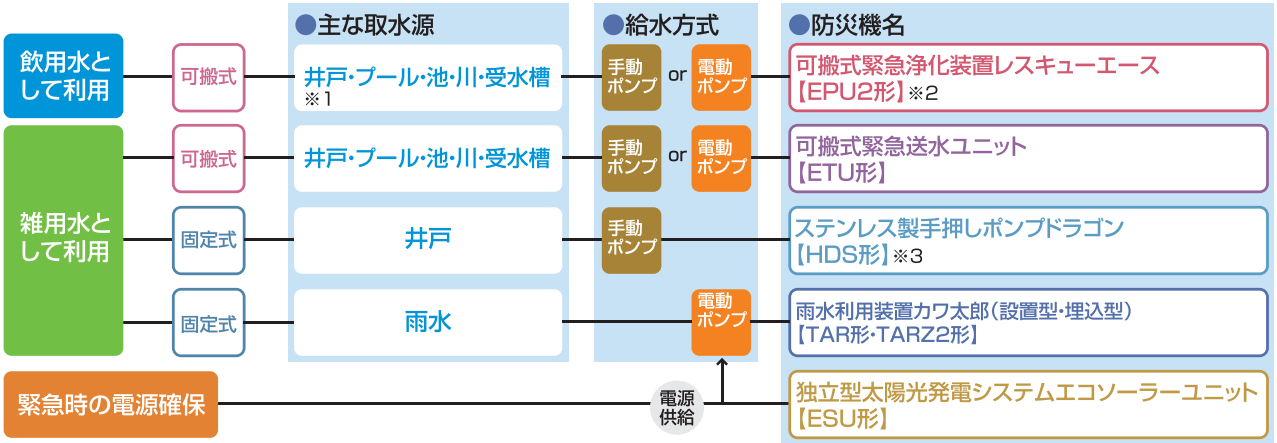 ●主な取水源
●給水方式
●防災機名
飲用水と
して利用
可搬式
井戸・プール・池・川・受水槽
※1
手動
ポンプ
or
電動
ポンプ
可搬式緊急浄化装置レスキューエース
【EPU2形】※2
雑用水と
して利用
可搬式
井戸・プール・池・川・受水槽
手動
ポンプ
or
電動
ポンプ
可搬式緊急送水ユニット
【ETU形】
固定式
井戸
手動
ポンプ
ステンレス製手押しポンプドラゴン
【HDS形】※3
固定式
雨水
電動
ポンプ
雨水利用装置カワ太郎（設置型・埋込型）
【TAR形・TARZ2形】
緊急時の電源確保
電源
供給
独立型太陽光発電システムエコソーラーユニット
【ESU形】